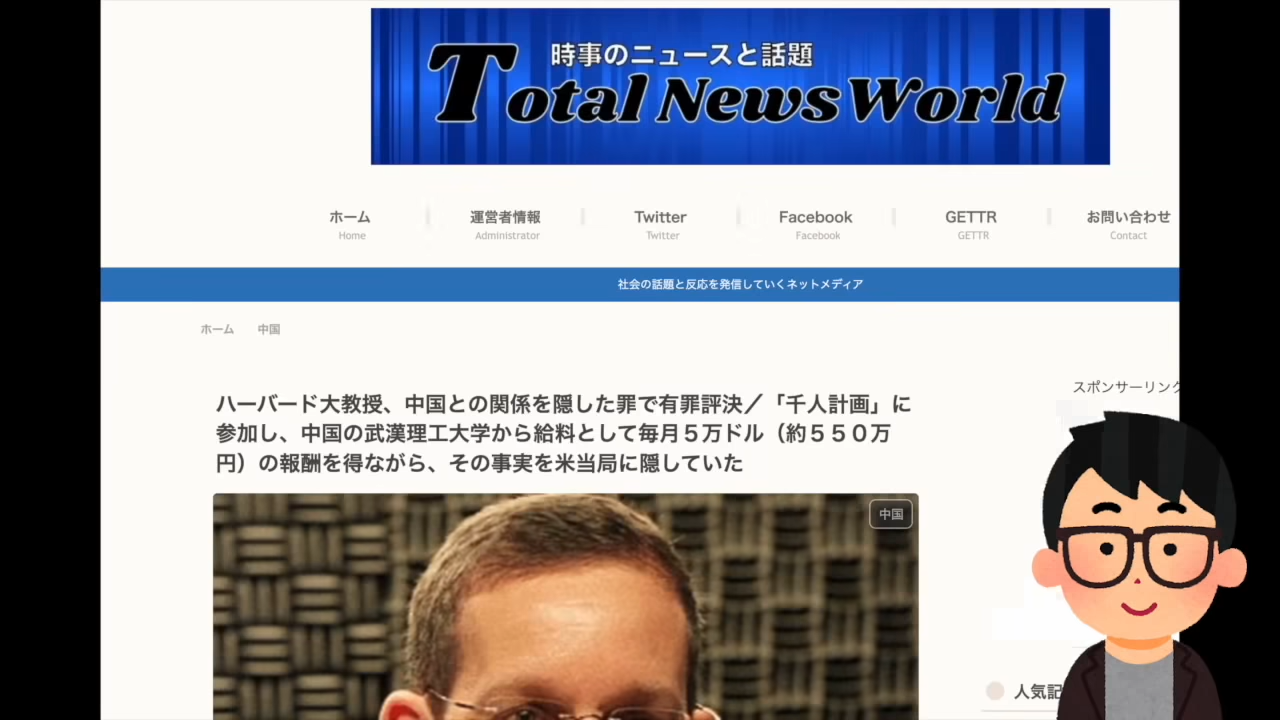 時事のニュースと話題
Total News World
ホーム 運営者情報 Twitter Facebook GETTR お問い合わせ
Home Administrator Twitter Facebook GETTR Contact
社会の話題と反応を発信していくネットメディア
ホーム 中国
スポンサーリンク
ハーバード大教授、中国との関係を隠した罪で有罪評決／「千人計画」に
参加し、中国の武漢理工大学から給料として毎月５万ドル（約５５０万
円）の報酬を得ながら、その事実を米当局に隠していた
中国
人気記